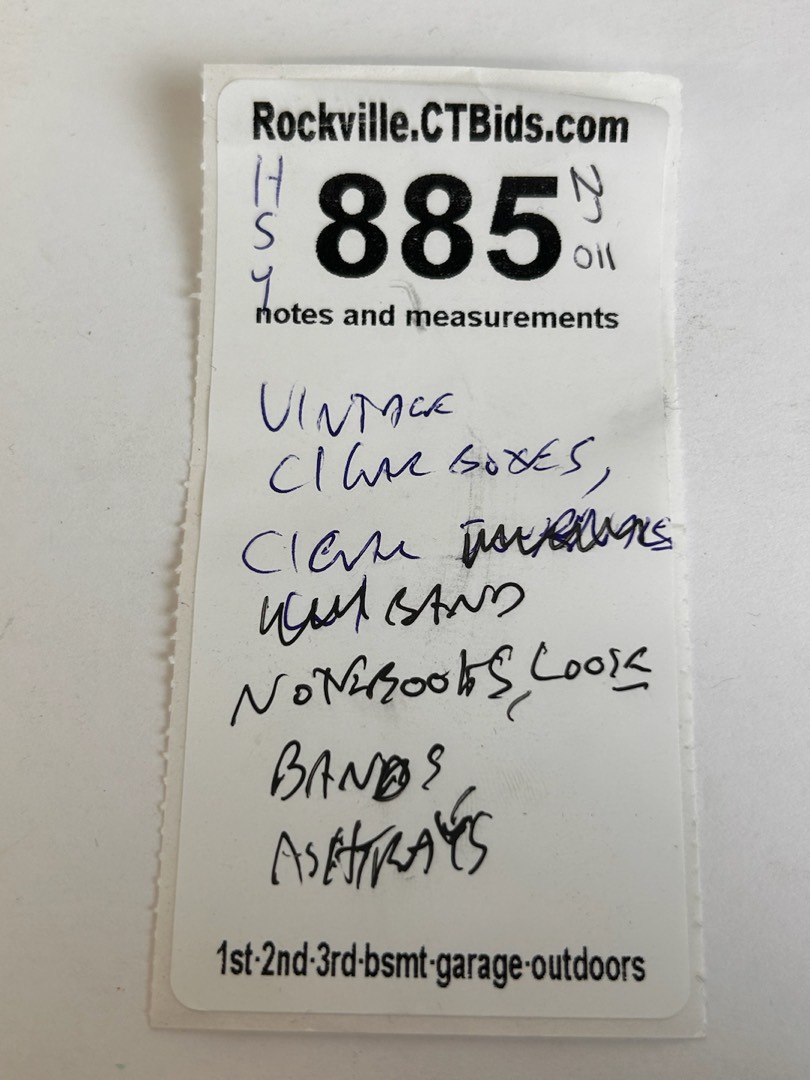 Rockville.CTBids.com
H
S
Y
885
011
notes and measurements
VINTAGE
CIGAR BOXES,
CIGAR
BAND
NOTEBOOKS, LOOSE
BANDS,
ASHTRAYS
1st·2nd·3rd·bsmt·garage·outdoors